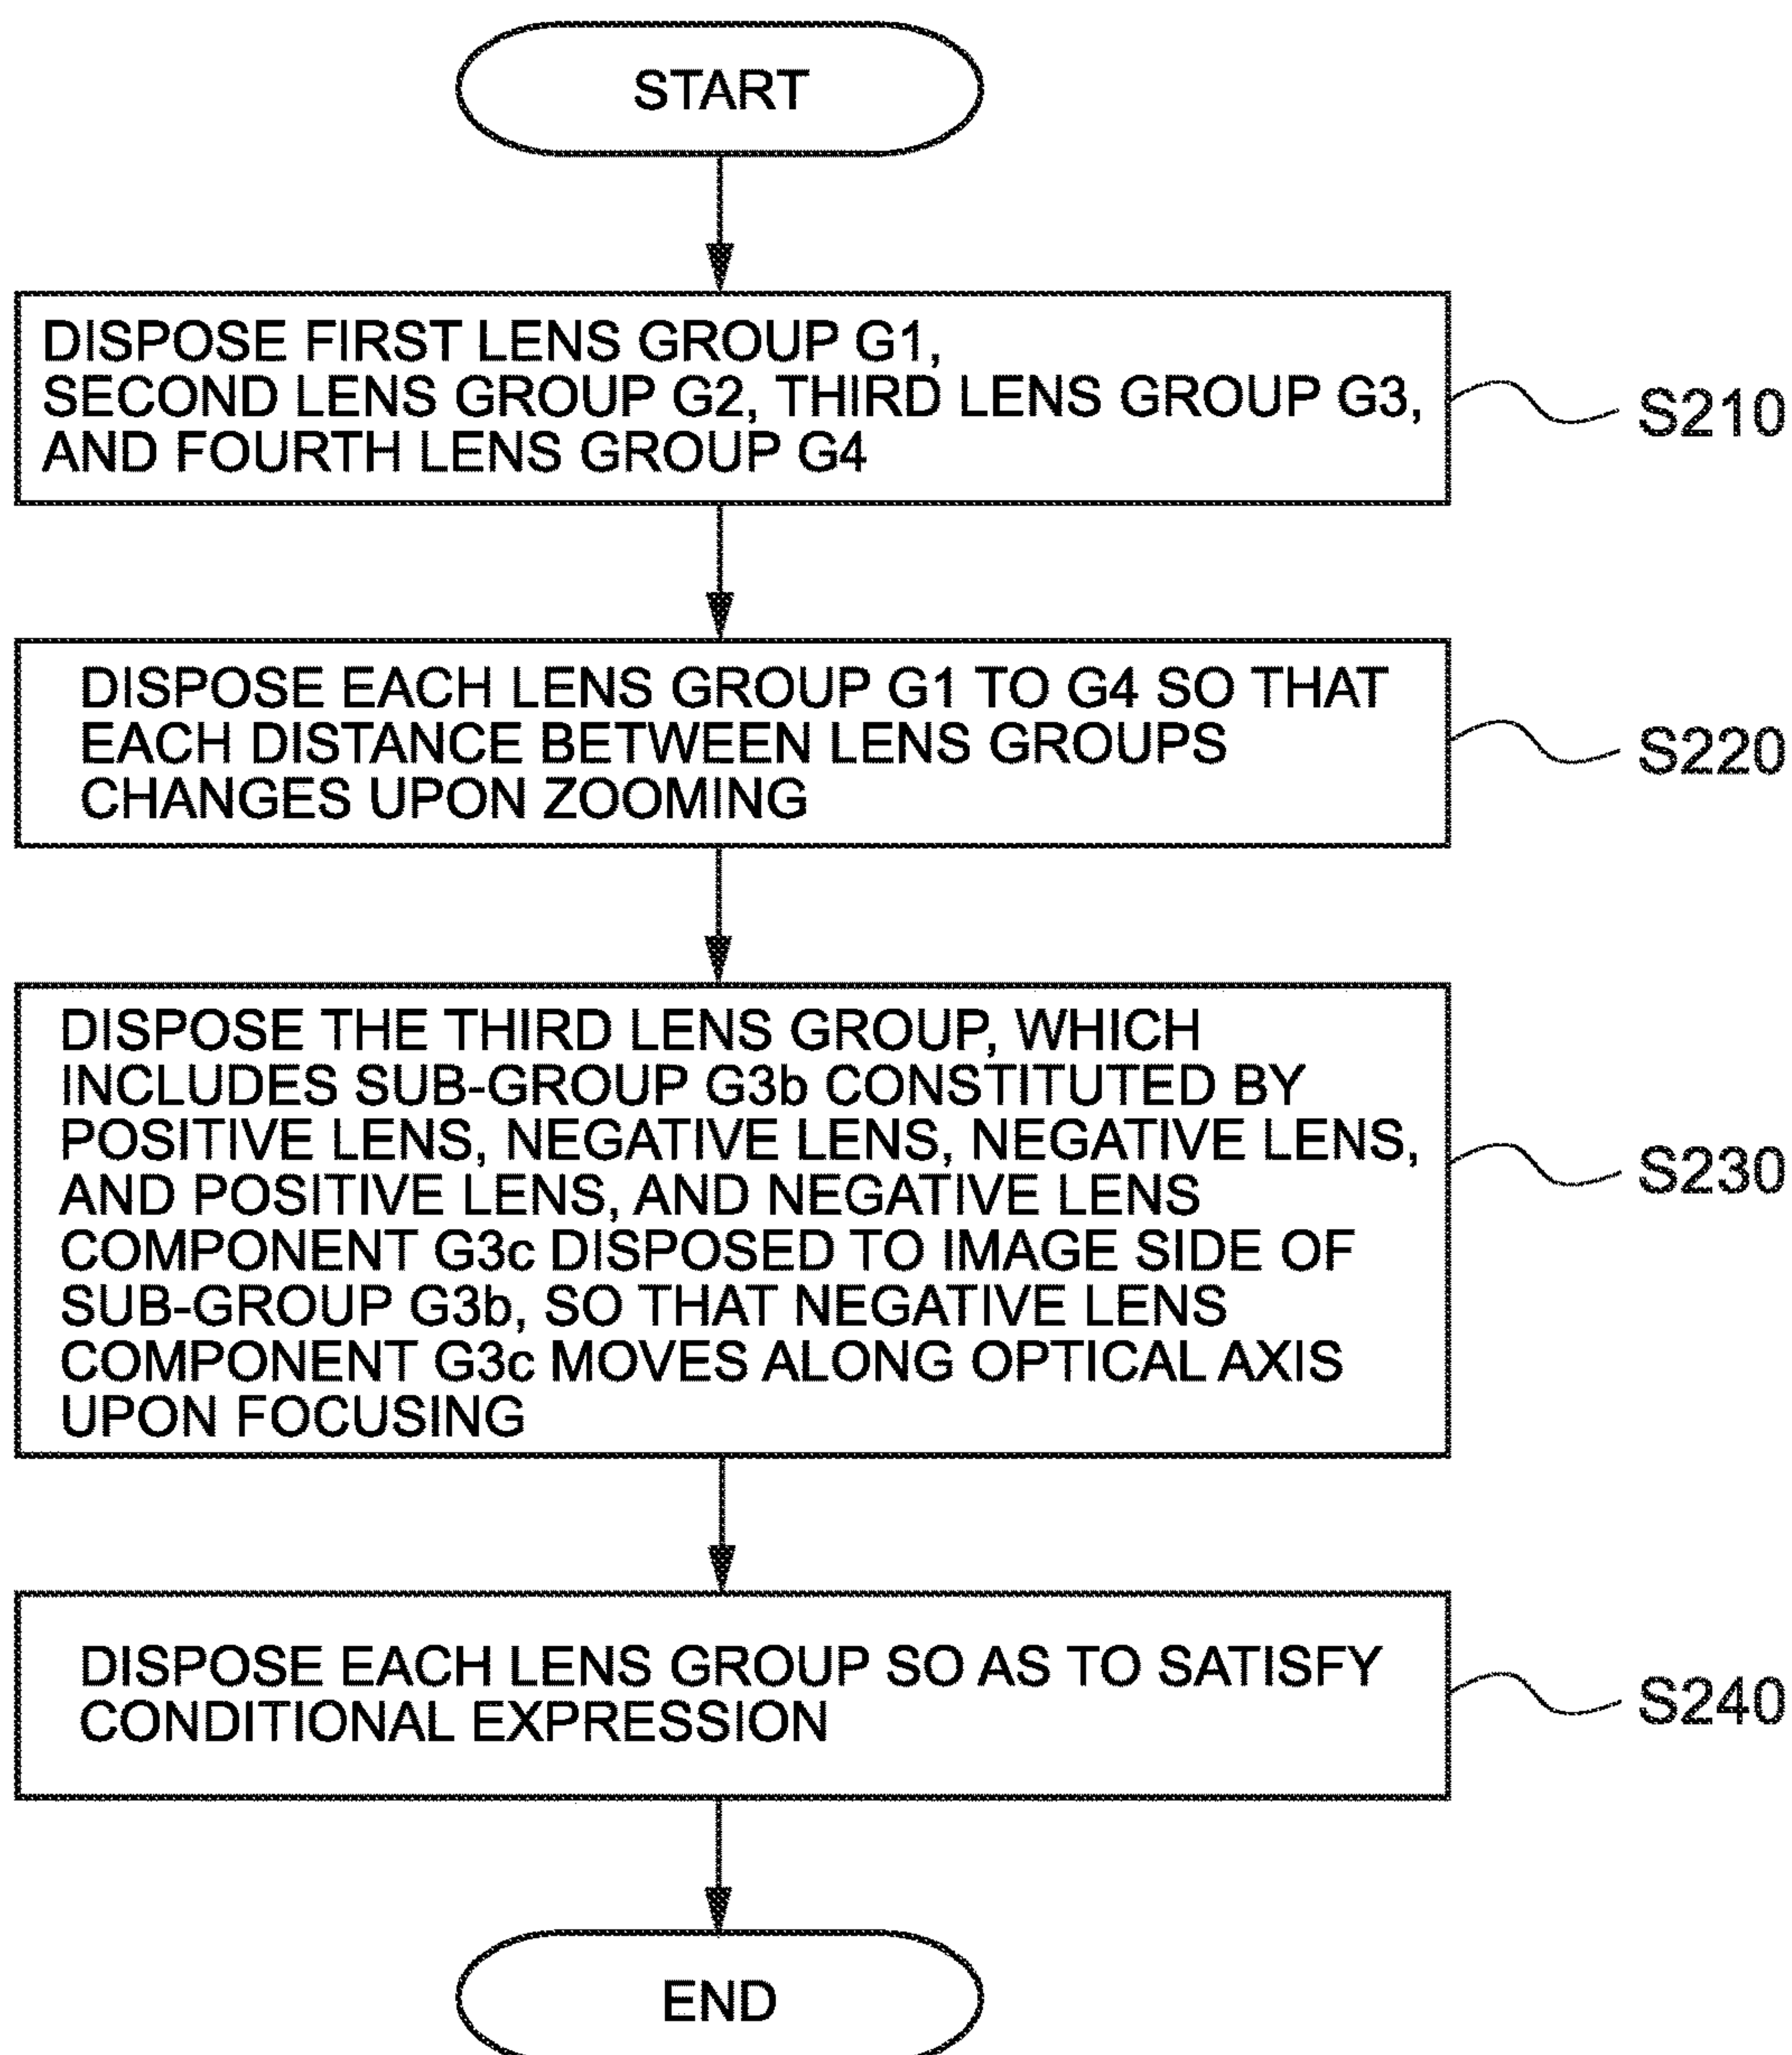 START
DISPOSE FIRST LENS GROUP G1,
SECOND LENS GROUP G2, THIRD LENS GROUP G3,
AND FOURTH LENS GROUP G4
S210
DISPOSE EACH LENS GROUP G1 TO G4 SO THAT
EACH DISTANCE BETWEEN LENS GROUPS
CHANGES UPON ZOOMING
S220
DISPOSE THE THIRD LENS GROUP, WHICH
INCLUDES SUB-GROUP G3b CONSTITUTED BY
POSITIVE LENS, NEGATIVE LENS, NEGATIVE LENS,
AND POSITIVE LENS, AND NEGATIVE LENS
COMPONENT G3c DISPOSED TO IMAGE SIDE OF
SUB-GROUP G3b, SO THAT NEGATIVE LENS
COMPONENT G3c MOVES ALONG OPTICAL AXIS
UPON FOCUSING
S230
DISPOSE EACH LENS GROUP SO AS TO SATISFY
CONDITIONAL EXPRESSION
S240
END